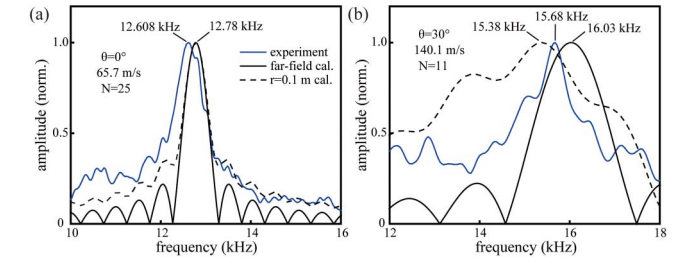 (a)
12.608 kHz
12.78 kHz
θ=0°
65.7 m/s
N=25
experiment
far-field cal.
r=0.1 m cal.
amplitude (norm.)
1.0
0.5
0
10
12
14
16
frequency (kHz)
(b)
15.68 kHz
15.38 kHz
16.03 kHz
θ=30°
140.1 m/s
N=11
amplitude (norm.)
1.0
0.5
0
12
14
16
18
frequency (kHz)